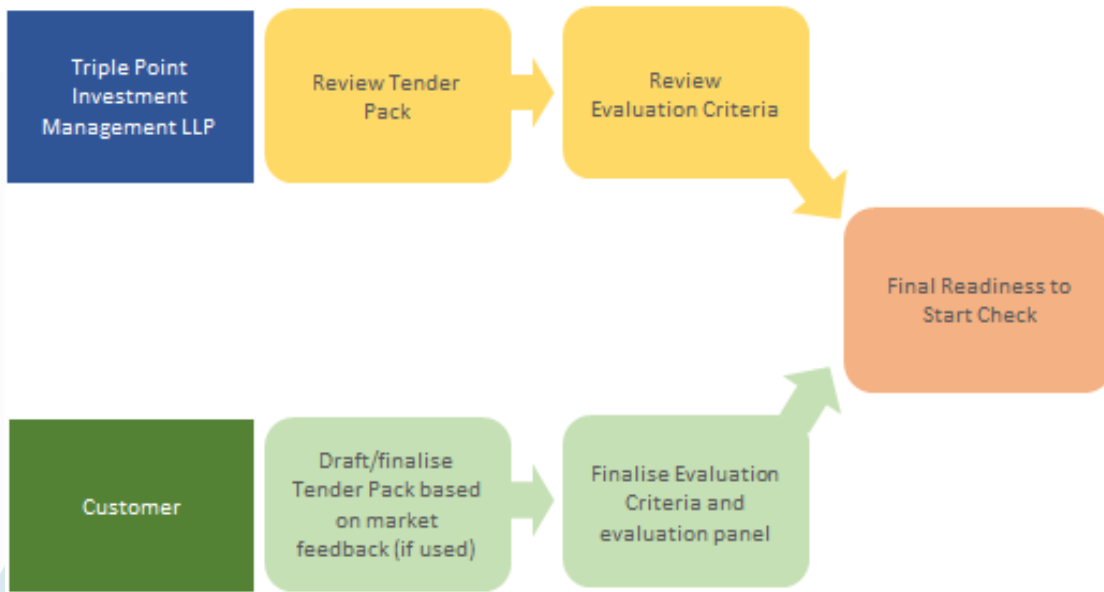 Triple Point
Investment
Management LLP
Review Tender
Pack
Review
Evaluation Criteria
Final Readiness to
Start Check
Customer
Draft/finalise
Tender Pack based
on market
feedback (if used)
Finalise Evaluation
Criteria and
evaluation panel